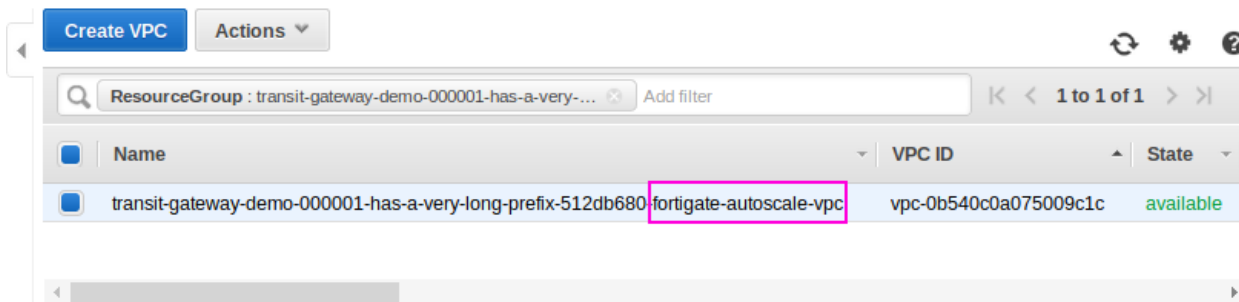 Create VPC Actions
ResourceGroup : transit-gateway-demo-000001-has-a-very-... Add filter 1 to 1 of 1
Name VPC ID State
transit-gateway-demo-000001-has-a-very-long-prefix-512db680-fortigate-autoscale-vpc vpc-0b540c0a075009c1c available